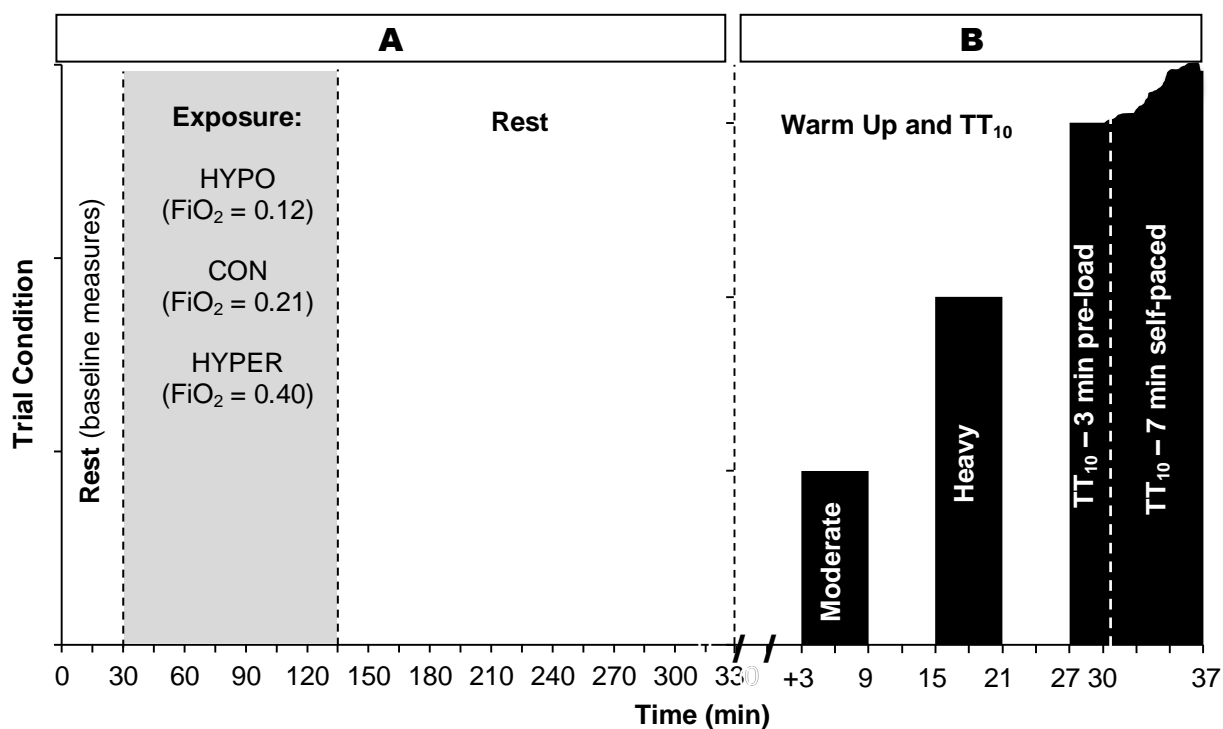 A
B
Exposure:
HYPO
(FiO₂ = 0.12)
CON
(FiO₂ = 0.21)
HYPER
(FiO₂ = 0.40)
Rest
Warm Up and TT₁₀
Trial Condition
Rest (baseline measures)
Moderate
Heavy
TT₁₀ – 3 min pre-load
TT₁₀ – 7 min self-paced
0 30 60 90 120 150 180 210 240 270 300 330 +3 9 15 21 27 30 37
Time (min)